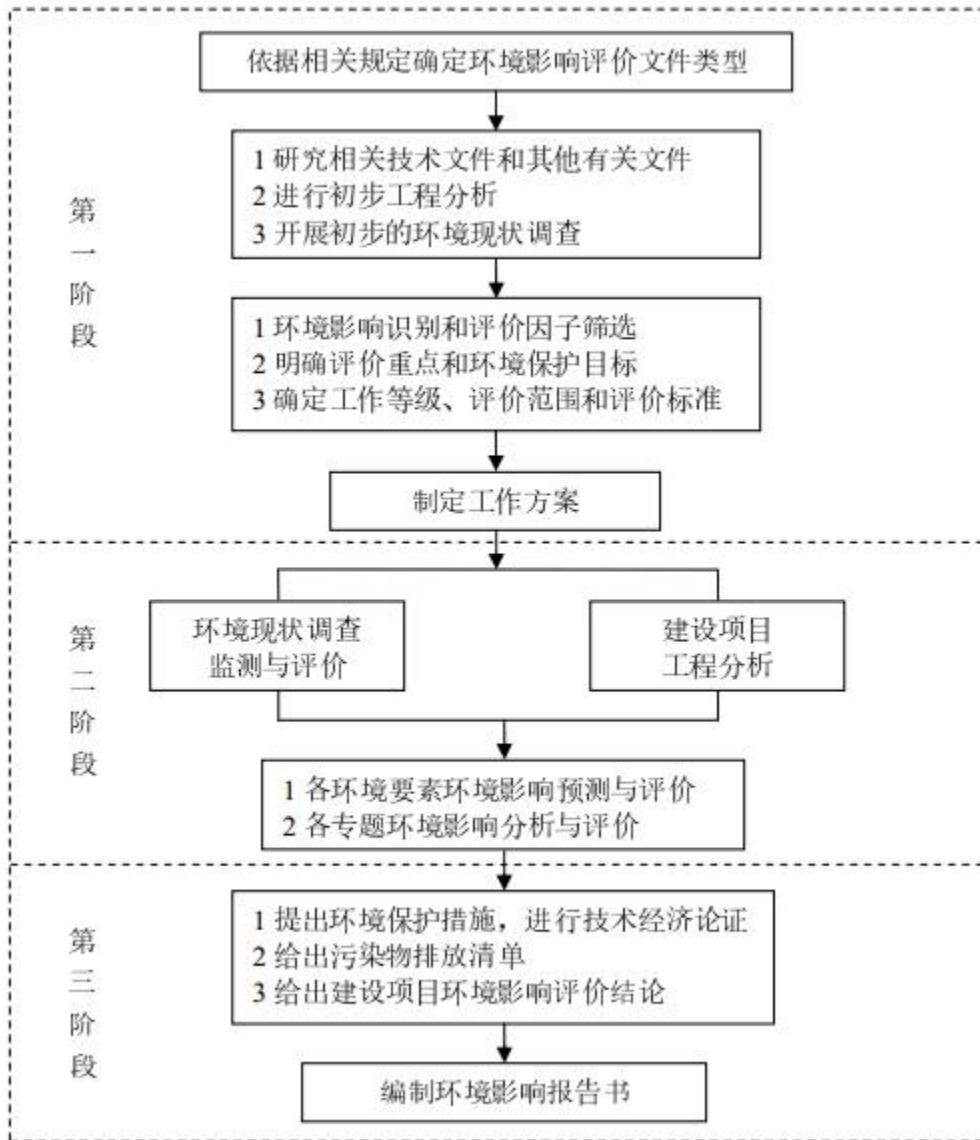 依据相关规定确定环境影响评价文件类型
第一阶段
1 研究相关技术文件和其他有关文件
2 进行初步工程分析
3 开展初步的环境现状调查
1 环境影响识别和评价因子筛选
2 明确评价重点和环境保护目标
3 确定工作等级、评价范围和评价标准
制定工作方案
第二阶段
环境现状调查
监测与评价
建设项目
工程分析
1 各环境要素环境影响预测与评价
2 各专题环境影响分析与评价
第三阶段
1 提出环境保护措施，进行技术经济论证
2 给出污染物排放清单
3 给出建设项目环境影响评价结论
编制环境影响报告书